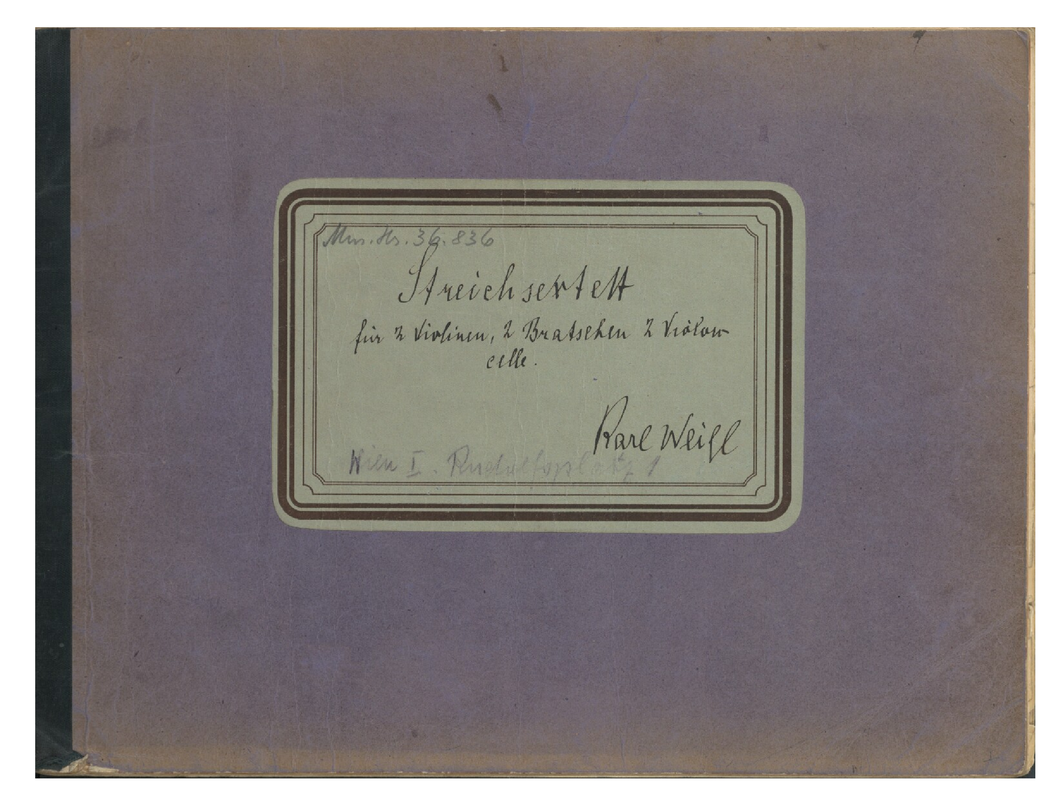 Mus. Hs. 36.836
Streichsextett
für 2 Violinen, 2 Bratschen 2 Violon
celle.
Karl Weigl
Wien I. Rudolfsplatz 1